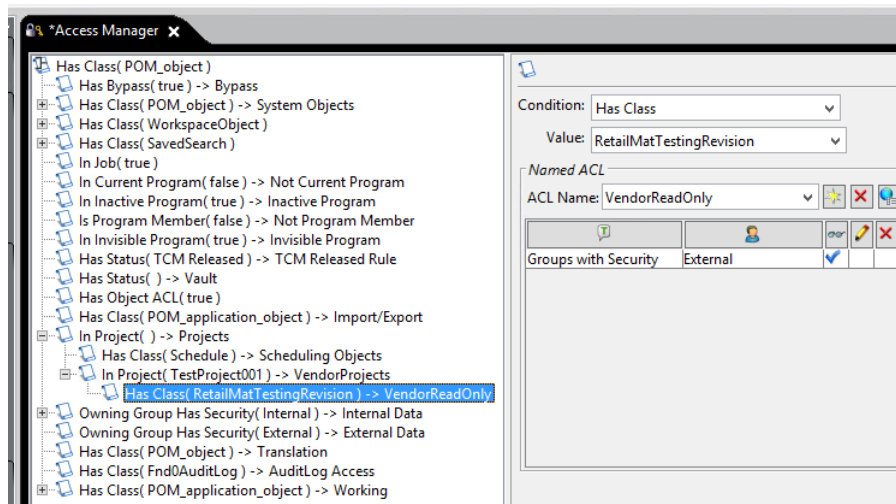 *Access Manager
Has Class( POM_object )
Has Bypass( true ) -> Bypass
Has Class( POM_object ) -> System Objects
Has Class( WorkspaceObject )
Has Class( SavedSearch )
In Job( true )
In Current Program( false ) -> Not Current Program
In Inactive Program( true ) -> Inactive Program
Is Program Member( false ) -> Not Program Member
In Invisible Program( true ) -> Invisible Program
Has Status( TCM Released ) -> TCM Released Rule
Has Status( ) -> Vault
Has Object ACL( true )
Has Class( POM_application_object ) -> Import/Export
In Project( ) -> Projects
Has Class( Schedule ) -> Scheduling Objects
In Project( TestProject001 ) -> VendorProjects
Has Class( RetailMatTestingRevision ) -> VendorReadOnly
Owning Group Has Security( Internal ) -> Internal Data
Owning Group Has Security( External ) -> External Data
Has Class( POM_object ) -> Translation
Has Class( Fnd0AuditLog ) -> AuditLog Access
Has Class( POM_application_object ) -> Working
Condition: Has Class
Value: RetailMatTestingRevision
Named ACL
ACL Name: VendorReadOnly
Groups with Security External